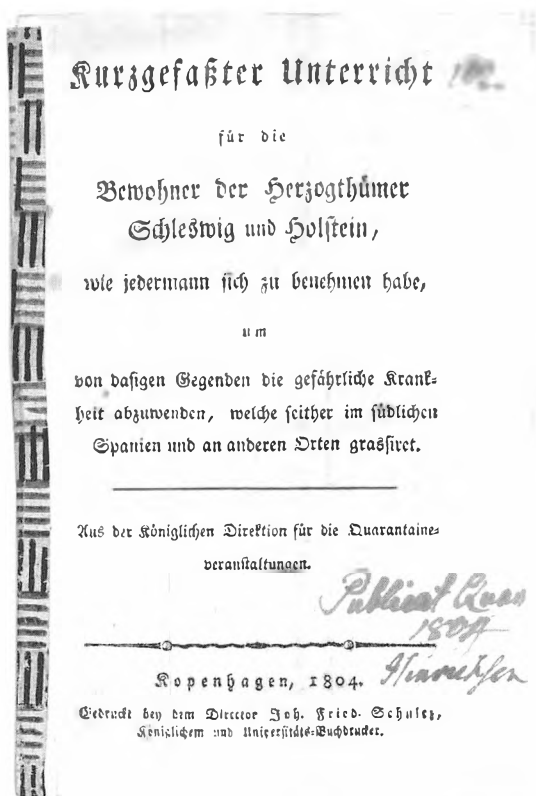 Kurzgefaßter Unterricht
für die
Bewohner der Herzogthümer
Schleswig und Holstein,
wie jedermann sich zu benehmen habe,
um
von dasigen Gegenden die gefährliche Krank-
heit abzuwenden, welche seither im südlichen
Spanien und an anderen Orten grassiret.
Aus der Königlichen Direktion für die Quarantaine-
veranstaltungen.
Publicat Quar
1804
Kopenhagen, 1804.
Gedruckt bey dem Director Joh. Fried. Schultz,
Königlichem und Universitäts-Buchdrucker.